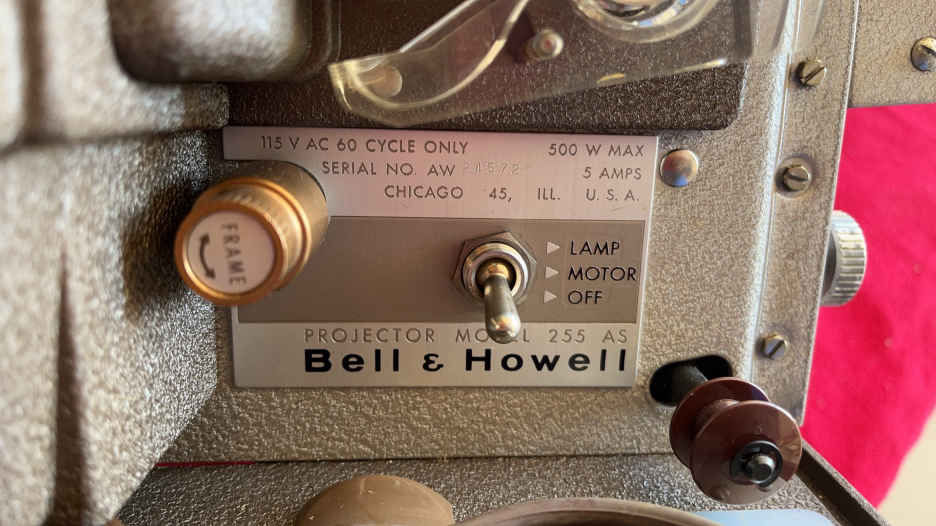 115 V AC 60 CYCLE ONLY 500 W MAX
SERIAL NO. AW 5 AMPS
CHICAGO 45, ILL. U. S. A.
FRAME
LAMP
MOTOR
OFF
PROJECTOR MODEL 255 AS
Bell & Howell